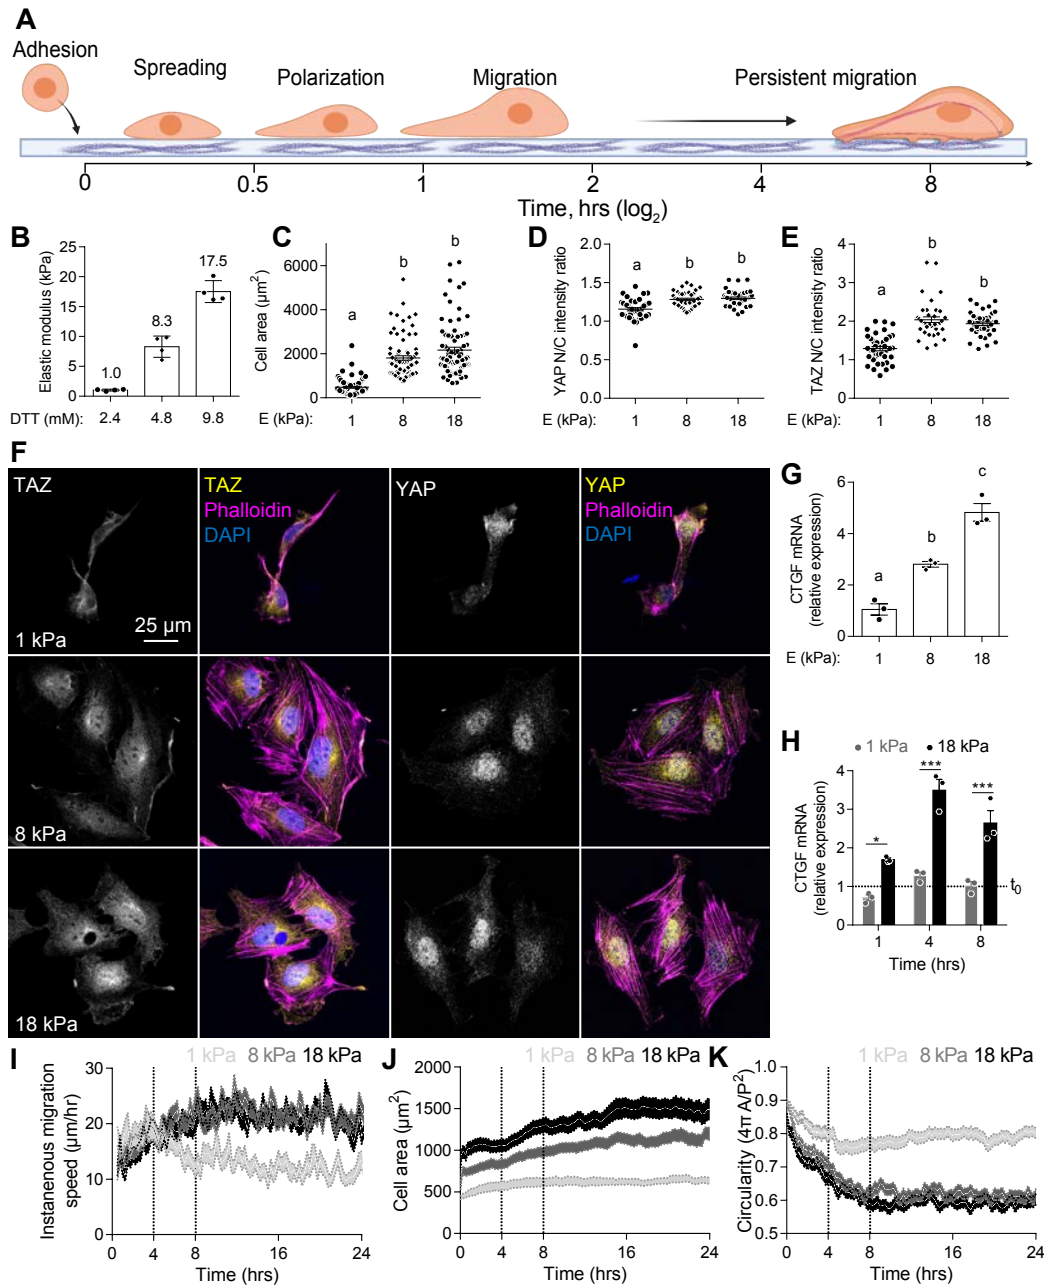 A
Adhesion
Spreading
Polarization
Migration
Persistent migration
0 0.5 1 2 4 8
Time, hrs (log2)
B
Elastic modulus (kPa)
25
20
15
10
5
0
1.0
8.3
17.5
DTT (mM): 2.4 4.8 9.8
C
Cell area (µm²)
6000
4000
2000
0
a
b
b
E (kPa): 1 8 18
D
YAP N/C intensity ratio
2.0
1.5
1.0
0.5
0.0
a
b
b
E (kPa): 1 8 18
E
TAZ N/C intensity ratio
4
3
2
1
0
a
b
b
E (kPa): 1 8 18
F
TAZ
TAZ
Phalloidin
DAPI
YAP
YAP
Phalloidin
DAPI
25 µm
1 kPa
8 kPa
18 kPa
G
CTGF mRNA
(relative expression)
6
4
2
0
a
b
c
E (kPa): 1 8 18
H
1 kPa 18 kPa
CTGF mRNA
(relative expression)
4
3
2
1
0
*
***
***
t0
1 4 8
Time (hrs)
I
1 kPa 8 kPa 18 kPa
Instanenous migration
speed (µm/hr)
30
20
10
0
0 4 8 16 24
Time (hrs)
J
1 kPa 8 kPa 18 kPa
Cell area (µm²)
2000
1500
1000
500
0
0 4 8 16 24
Time (hrs)
K
1 kPa 8 kPa 18 kPa
Circularity (4π A/P²)
1.0
0.9
0.8
0.7
0.6
0.5
0 4 8 16 24
Time (hrs)